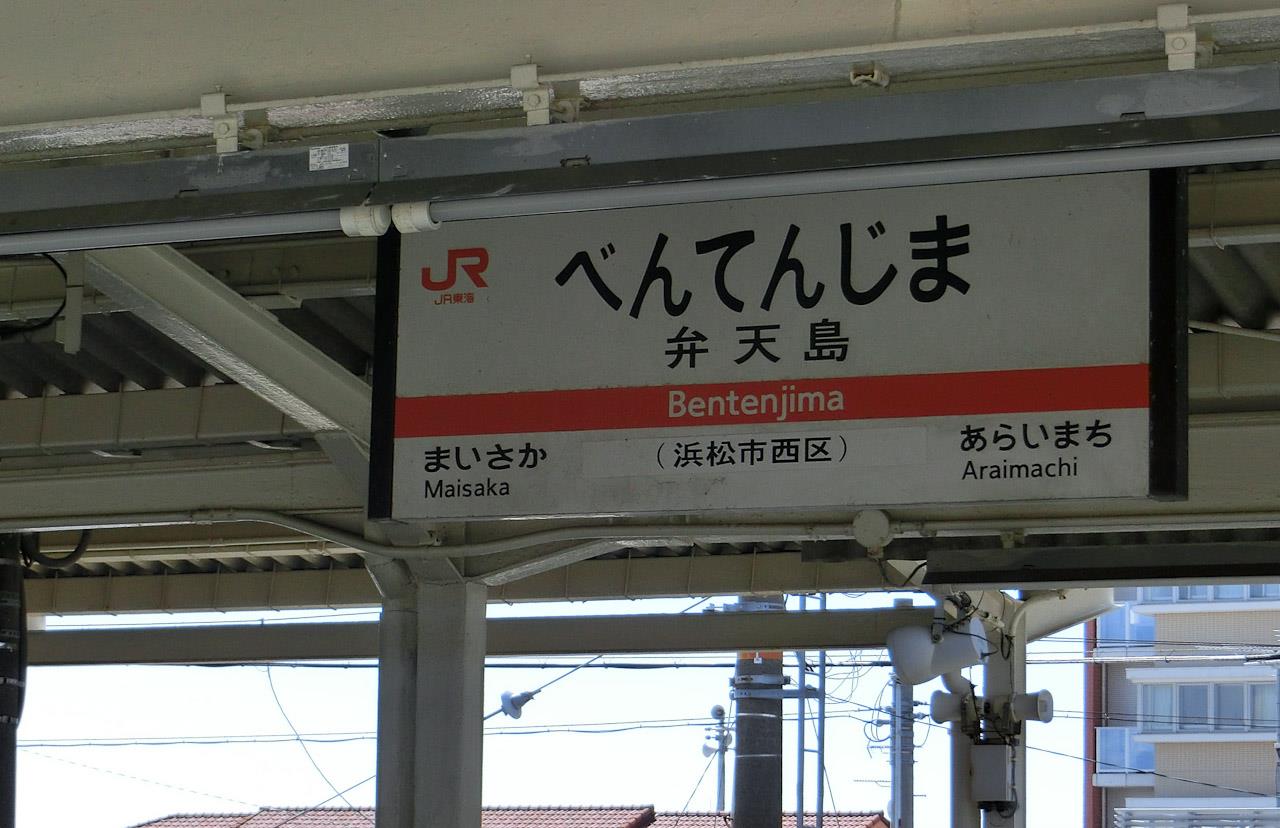 JR
JR東海
べんてんじま
弁天島
Bentenjima
まいさか
Maisaka
(浜松市西区)
あらいまち
Araimachi